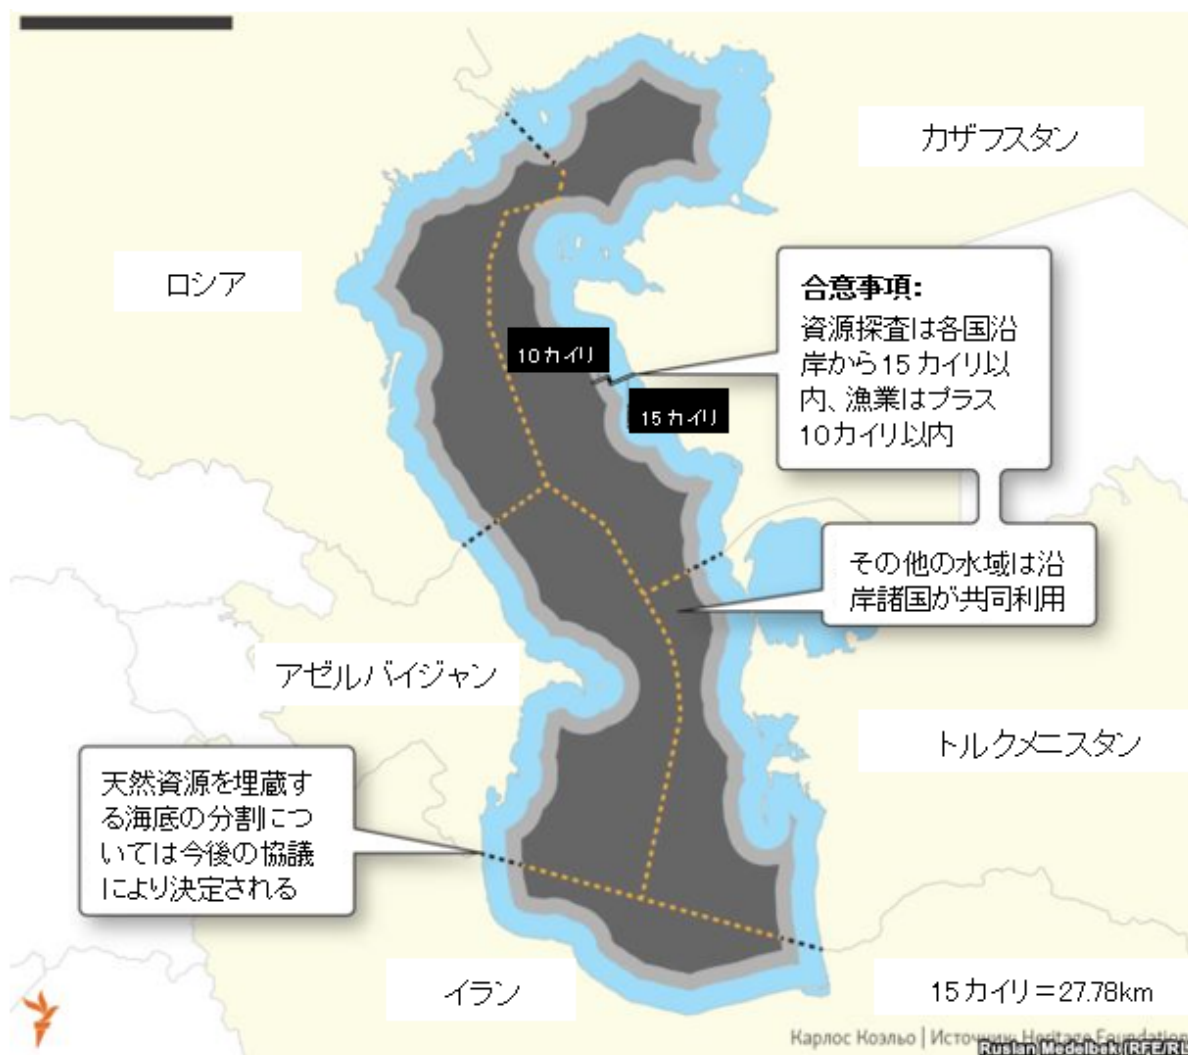 カザフスタン
ロシア
合意事項:
資源探査は各国沿
岸から15カイリ以
内、漁業はプラス
10カイリ以内
10カイリ
15カイリ
その他の水域は沿
岸諸国が共同利用
アゼルバイジャン
トルクメニスタン
天然資源を埋蔵す
る海底の分割につ
いては今後の協議
により決定される
イラン
15カイリ＝27.78km
Карлос Коэльо | Источник: Heritage Foundation
Ruslan Medelbek (RFE/RL)